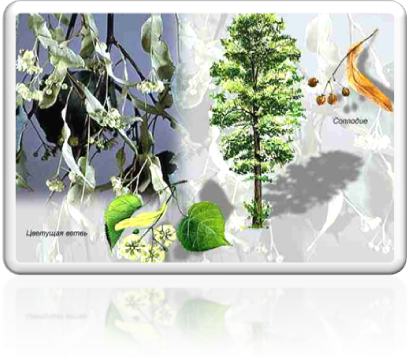 Соплодие
Цветущая ветвь